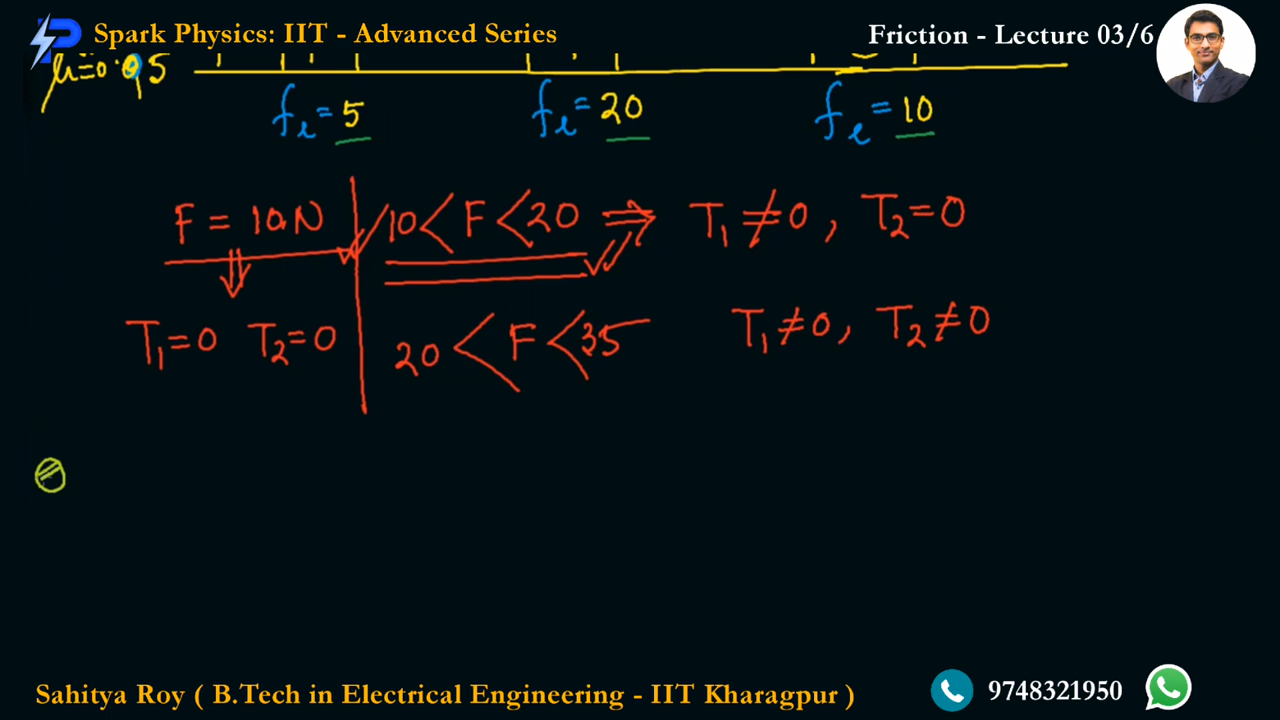 Spark Physics: IIT - Advanced Series
Friction - Lecture 03/6
μ=0.5
fℓ = 5 fℓ = 20 fℓ = 10
F = 10N 10 < F < 20 ⇒ T₁ ≠ 0, T₂ = 0
T₁=0 T₂=0 20 < F < 35 T₁≠0, T₂≠0
Sahitya Roy ( B.Tech in Electrical Engineering - IIT Kharagpur )
9748321950